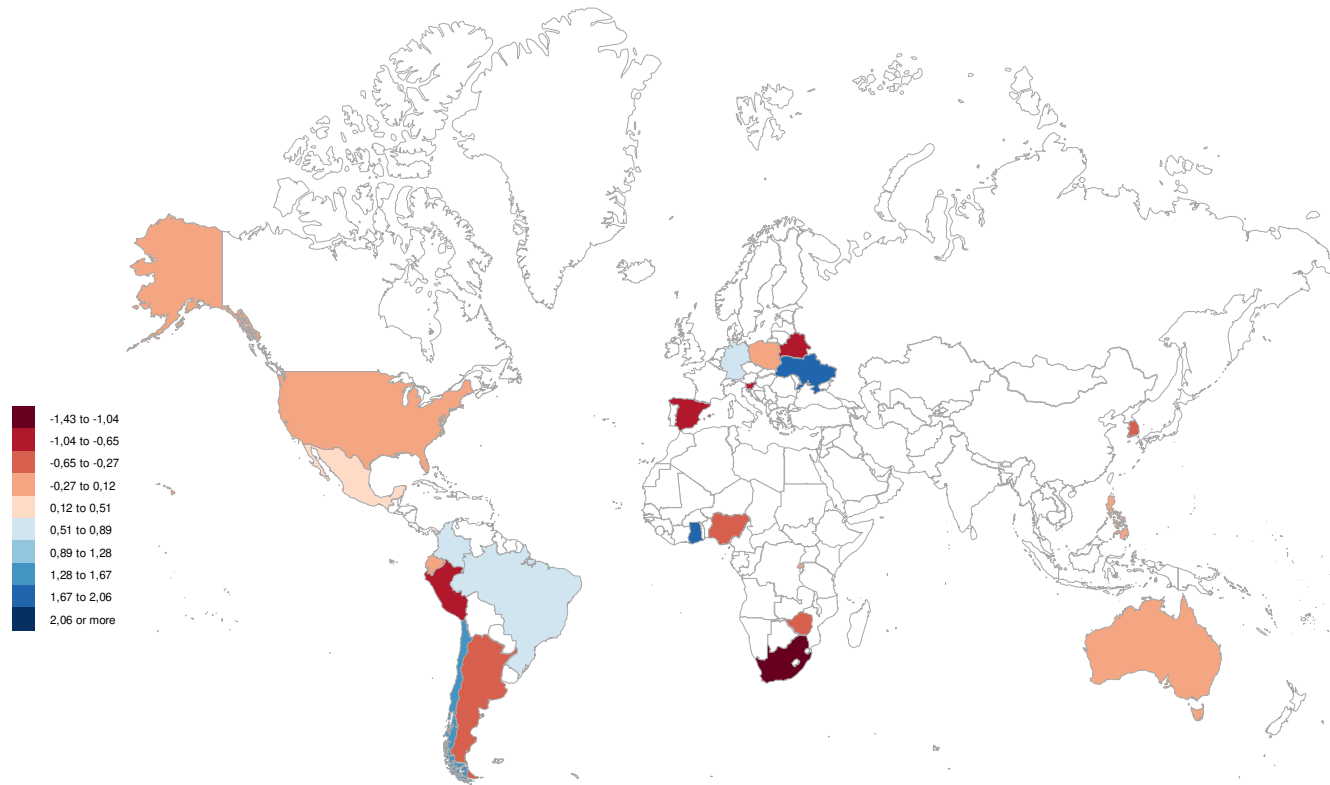 -1,43 to -1,04
-1,04 to -0,65
-0,65 to -0,27
-0,27 to 0,12
0,12 to 0,51
0,51 to 0,89
0,89 to 1,28
1,28 to 1,67
1,67 to 2,06
2,06 or more